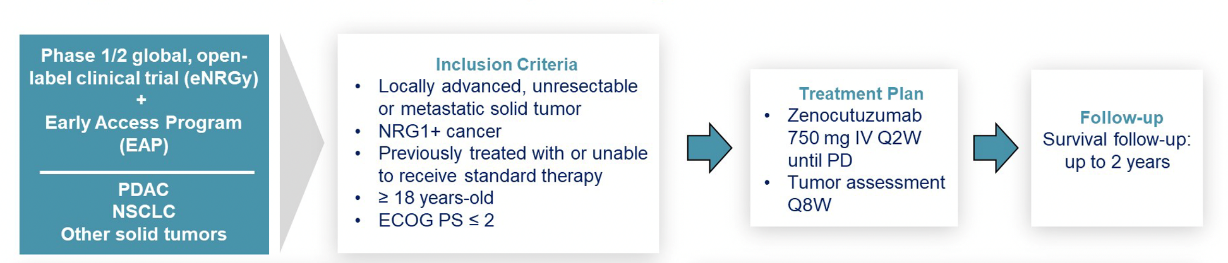 Phase 1/2 global, open-
label clinical trial (eNRGy)
+
Early Access Program
(EAP)
PDAC
NSCLC
Other solid tumors
Inclusion Criteria
• Locally advanced, unresectable
or metastatic solid tumor
• NRG1+ cancer
• Previously treated with or unable
to receive standard therapy
• ≥ 18 years-old
• ECOG PS ≤ 2
Treatment Plan
• Zenocutuzumab
750 mg IV Q2W
until PD
• Tumor assessment
Q8W
Follow-up
Survival follow-up:
up to 2 years